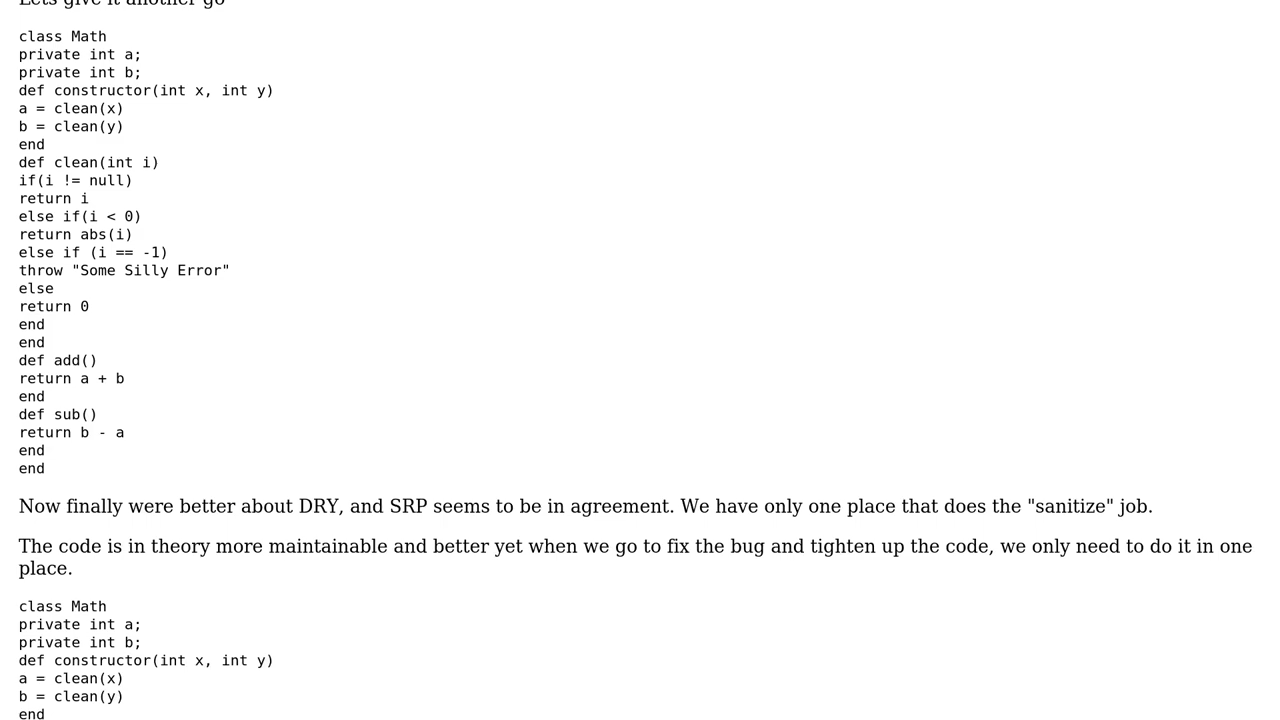 Lets give it another go
class Math
private int a;
private int b;
def constructor(int x, int y)
a = clean(x)
b = clean(y)
end
def clean(int i)
if(i != null)
return i
else if(i < 0)
return abs(i)
else if (i == -1)
throw "Some Silly Error"
else
return 0
end
end
def add()
return a + b
end
def sub()
return b - a
end
end
Now finally were better about DRY, and SRP seems to be in agreement. We have only one place that does the "sanitize" job.
The code is in theory more maintainable and better yet when we go to fix the bug and tighten up the code, we only need to do it in one
place.
class Math
private int a;
private int b;
def constructor(int x, int y)
a = clean(x)
b = clean(y)
end